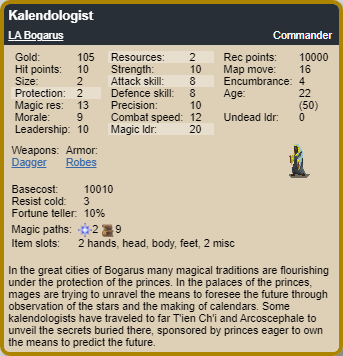 Kalendologist
LA Bogarus Commander
Gold: 105 Resources: 2 Rec points: 10000
Hit points: 10 Strength: 10 Map move: 16
Size: 2 Attack skill: 8 Encumbrance: 4
Protection: 2 Defence skill: 8 Age: 22
Magic res: 13 Precision: 10 (50)
Morale: 9 Combat speed: 12 Undead ldr: 0
Leadership: 10 Magic ldr: 20
Weapons: Armor:
Dagger Robes
Basecost: 10010
Resist cold: 3
Fortune teller: 10%
Magic paths: 2 9
Item slots: 2 hands, head, body, feet, 2 misc
In the great cities of Bogarus many magical traditions are flourishing
under the protection of the princes. In the palaces of the princes,
mages are trying to unravel the means to foresee the future through
observation of the stars and the making of calendars. Some
kalendologists have traveled to far T'ien Ch'i and Arcoscephale to
unveil the secrets buried there, sponsored by princes eager to own
the means to predict the future.